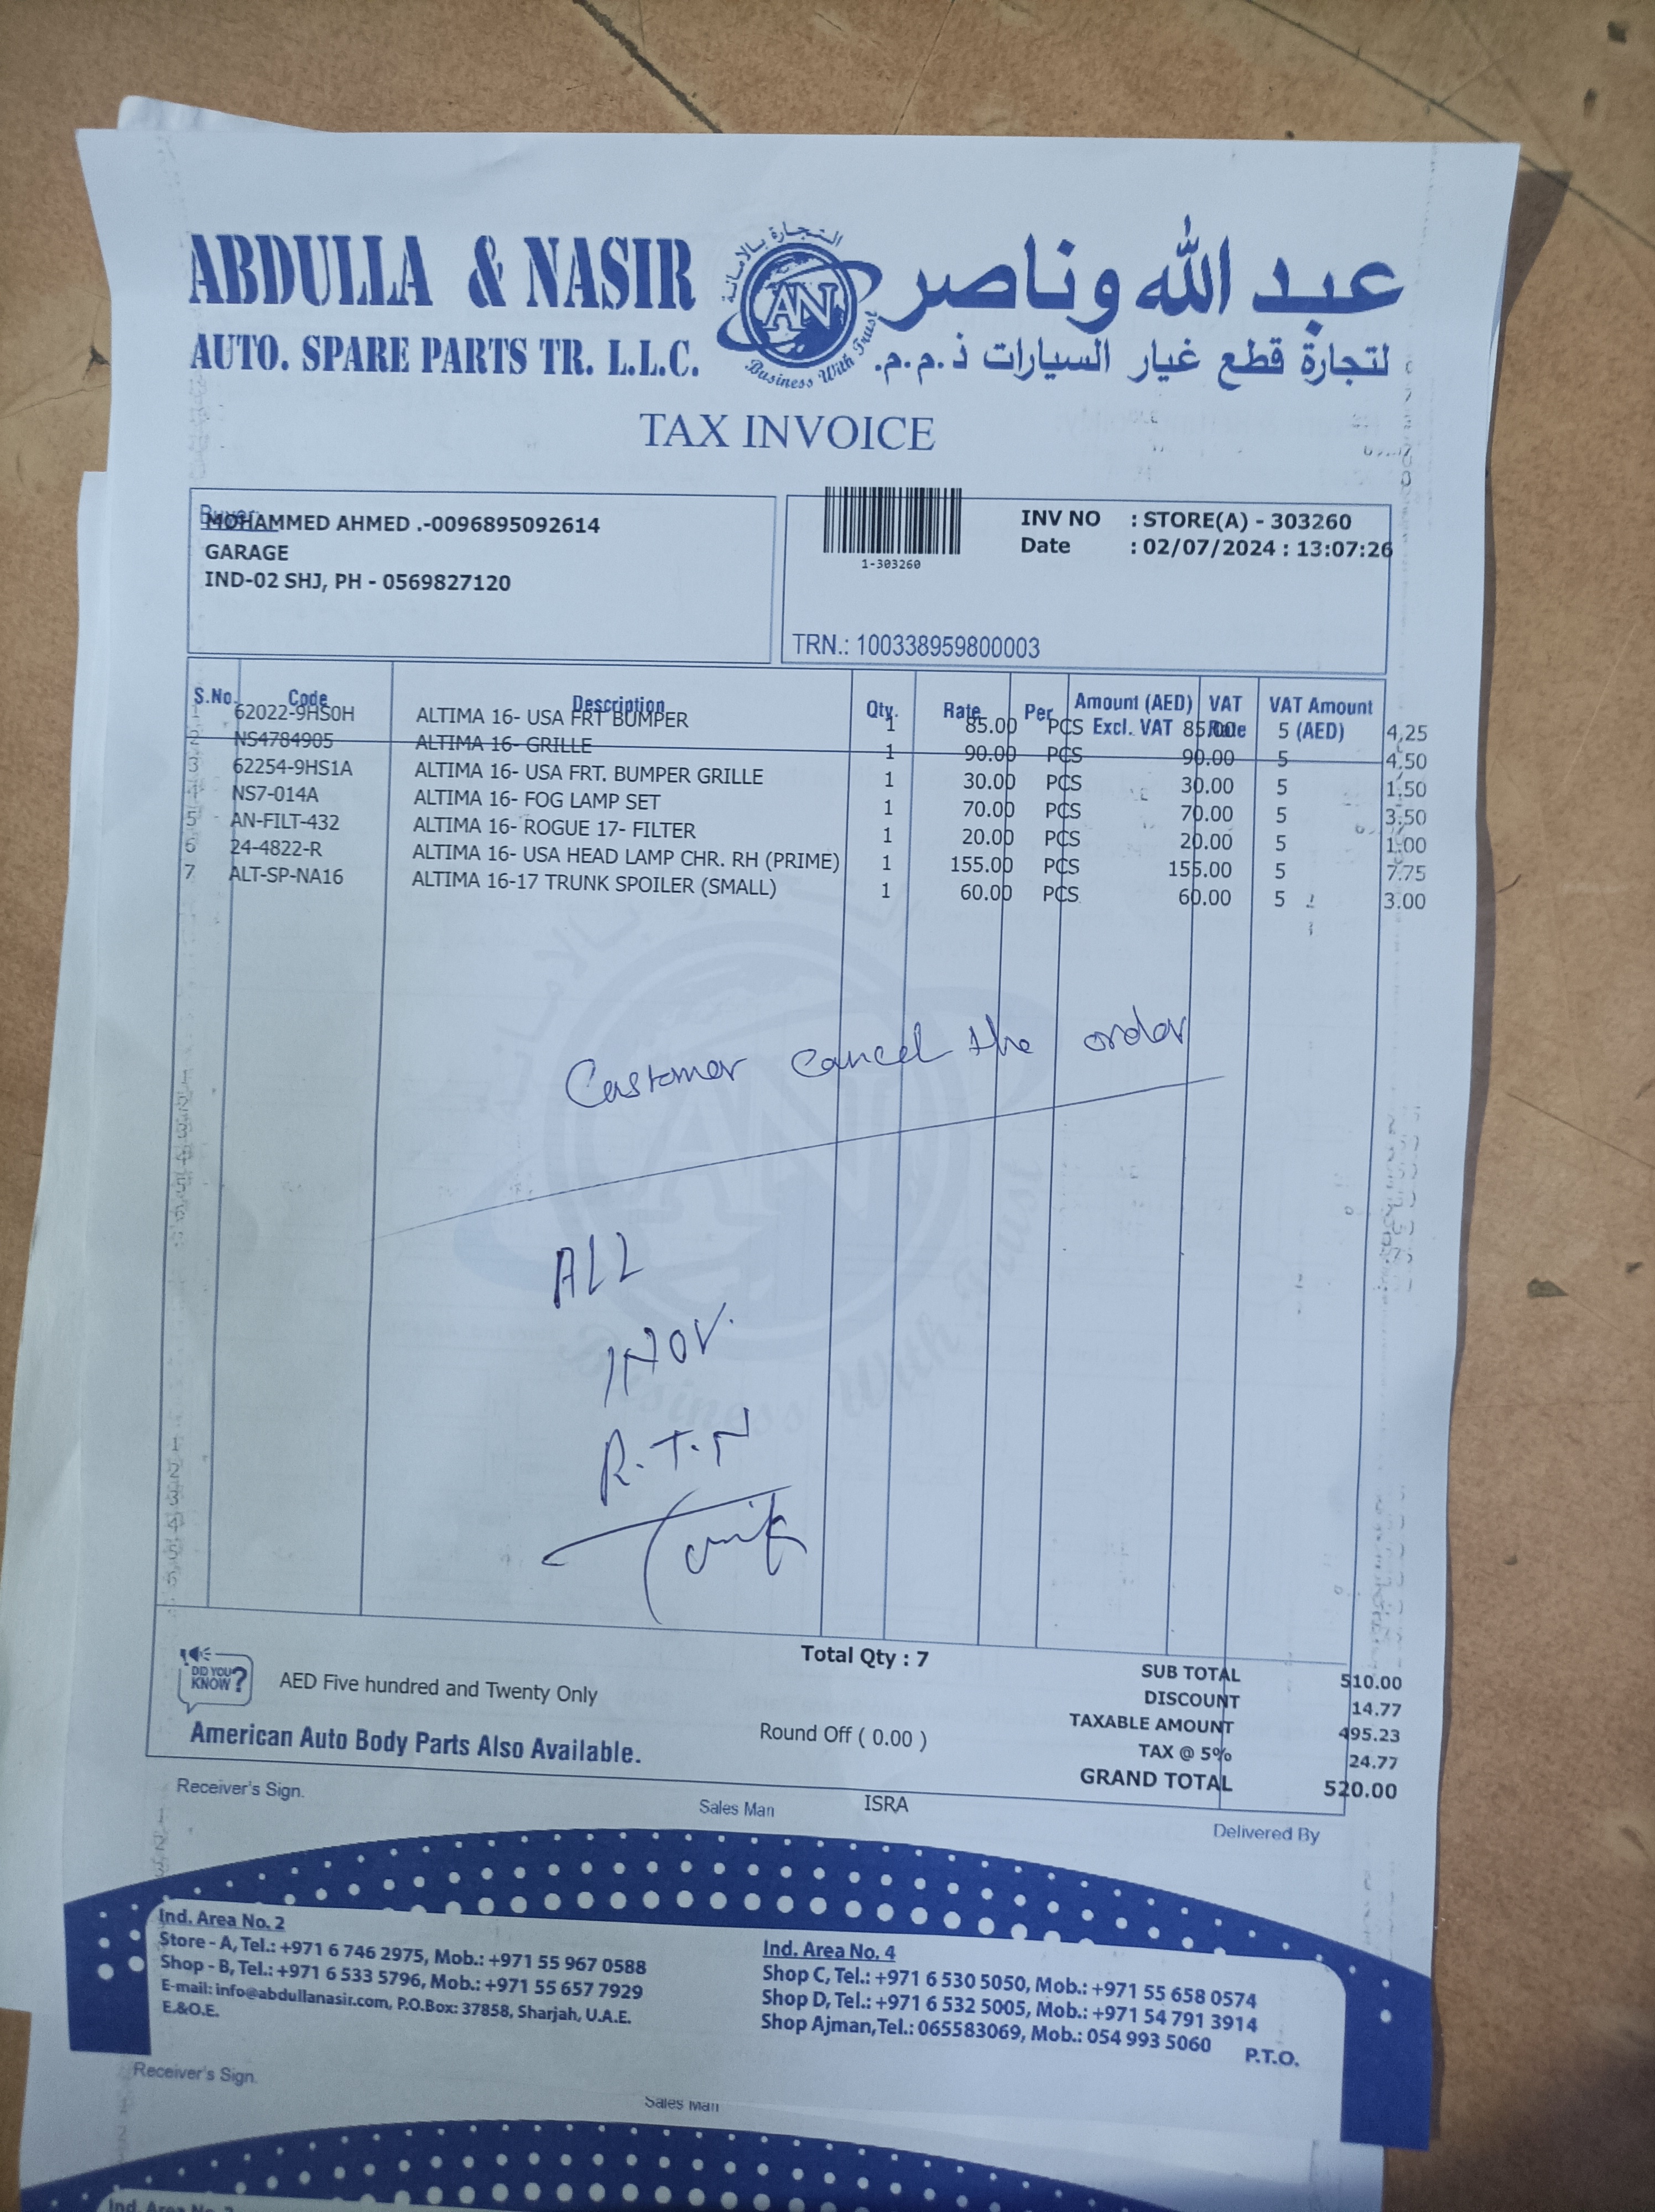 ABDULLA & NASIR
AUTO. SPARE PARTS TR. L.L.C.
التجارة بالامانة
AN
Business With Trust
عبد الله وناصر
لتجارة قطع غيار السيارات ذ.م.م.
TAX INVOICE
Buyer:
MOHAMMED AHMED .-0096895092614
GARAGE
IND-02 SHJ, PH - 0569827120
1-303260
INV NO : STORE(A) - 303260
Date : 02/07/2024 : 13:07:26
TRN.: 100338959800003
S.No. Code Description Qty. Rate Per Amount (AED) Excl. VAT VAT Rate VAT Amount (AED)
1 62022-9HS0H ALTIMA 16- USA FRT BUMPER 1 85.00 PCS 85.00 5 4.25
2 NS4784905 ALTIMA 16- GRILLE 1 90.00 PCS 90.00 5 4.50
3 62254-9HS1A ALTIMA 16- USA FRT. BUMPER GRILLE 1 30.00 PCS 30.00 5 1.50
4 NS7-014A ALTIMA 16- FOG LAMP SET 1 70.00 PCS 70.00 5 3.50
5 AN-FILT-432 ALTIMA 16- ROGUE 17- FILTER 1 20.00 PCS 20.00 5 1.00
6 24-4822-R ALTIMA 16- USA HEAD LAMP CHR. RH (PRIME) 1 155.00 PCS 155.00 5 7.75
7 ALT-SP-NA16 ALTIMA 16-17 TRUNK SPOILER (SMALL) 1 60.00 PCS 60.00 5 3.00
Customer cancel the order
ALL
INOV.
R.T.N
Total Qty : 7
DID YOU KNOW?
AED Five hundred and Twenty Only
American Auto Body Parts Also Available.
Round Off ( 0.00 )
SUB TOTAL 510.00
DISCOUNT 14.77
TAXABLE AMOUNT 495.23
TAX @ 5% 24.77
GRAND TOTAL 520.00
Receiver's Sign.
Sales Man ISRA
Delivered By
Ind. Area No. 2
Store - A, Tel.: +971 6 746 2975, Mob.: +971 55 967 0588
Shop - B, Tel.: +971 6 533 5796, Mob.: +971 55 657 7929
E-mail: info@abdullanasir.com, P.O.Box: 37858, Sharjah, U.A.E.
E.&O.E.
Ind. Area No. 4
Shop C, Tel.: +971 6 530 5050, Mob.: +971 55 658 0574
Shop D, Tel.: +971 6 532 5005, Mob.: +971 54 791 3914
Shop Ajman,Tel.: 065583069, Mob.: 054 993 5060
P.T.O.
Receiver's Sign.
Sales Man